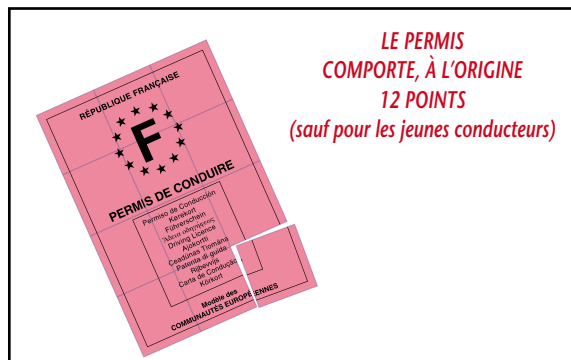 LE PERMIS
COMPORTE, À L'ORIGINE
12 POINTS
(sauf pour les jeunes conducteurs)
RÉPUBLIQUE FRANÇAISE
F
PERMIS DE CONDUIRE
Permiso de Conducción
Kerekort
Führerschein
Άδεια οδήγησης
Driving Licence
Ajokortti
Ceadúnas Tiomána
Patenta di guida
Rijbewijs
Carta de Condução
Körkort
Modèle des
COMMUNAUTÉS EUROPÉENNES